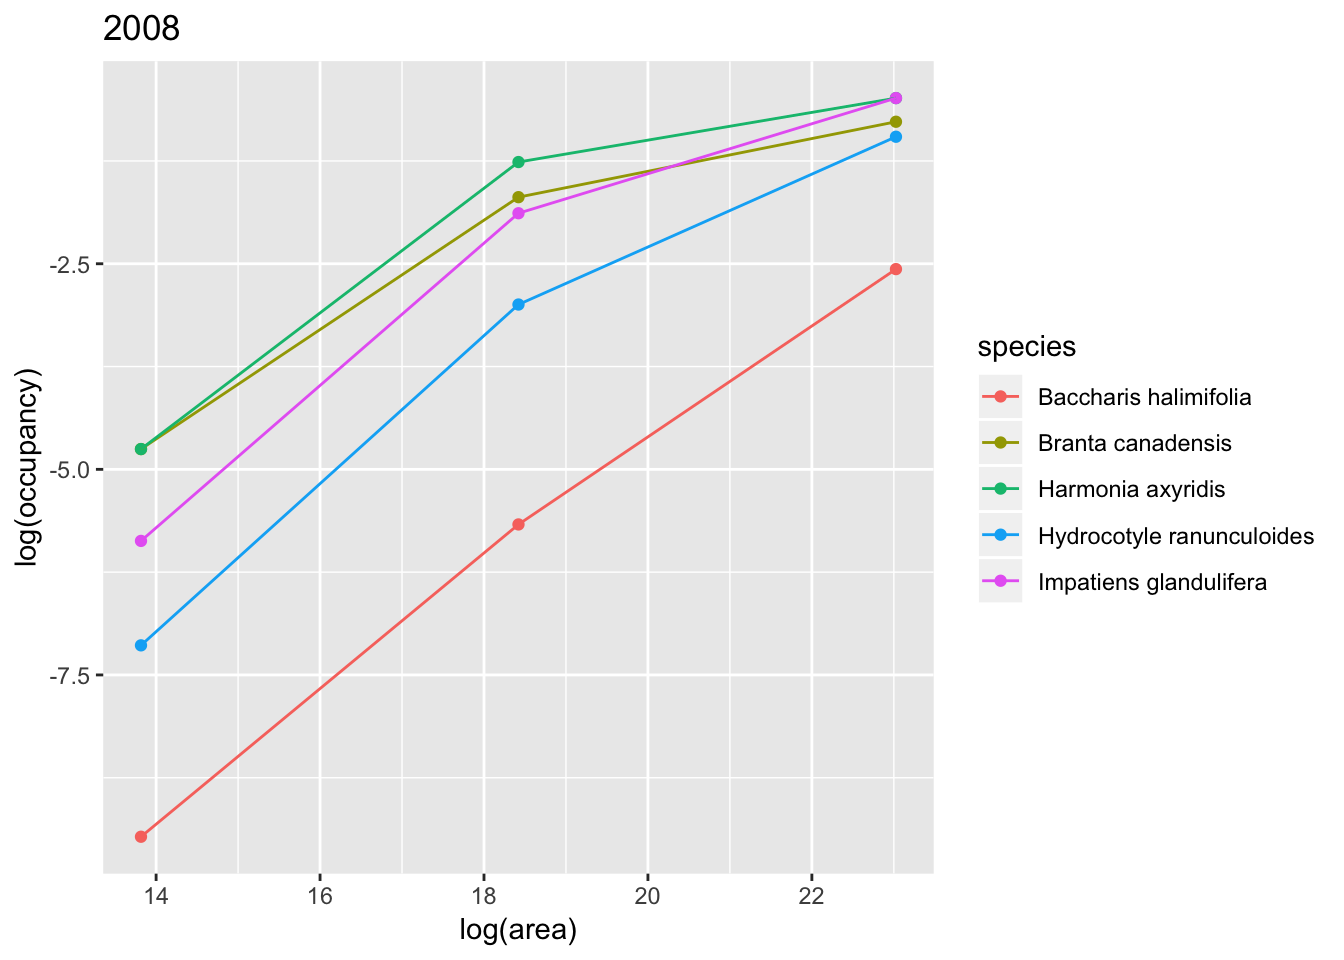 2008
log(occupancy)
-2.5
-5.0
-7.5
14
16
18
20
22
log(area)
species
Baccharis halimifolia
Branta canadensis
Harmonia axyridis
Hydrocotyle ranunculoides
Impatiens glandulifera